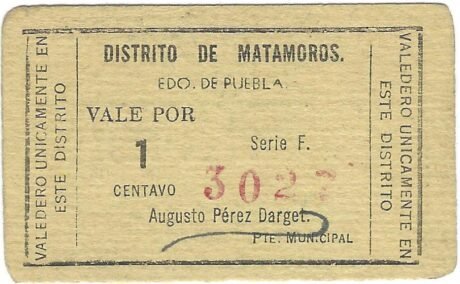 VALEDERO UNICAMENTE EN
ESTE DISTRITO
DISTRITO DE MATAMOROS.
EDO. DE PUEBLA.
VALE POR
1
Serie F.
CENTAVO
Augusto Pérez Darget.
PTE. MUNICIPAL
VALEDERO UNICAMENTE EN
ESTE DISTRITO